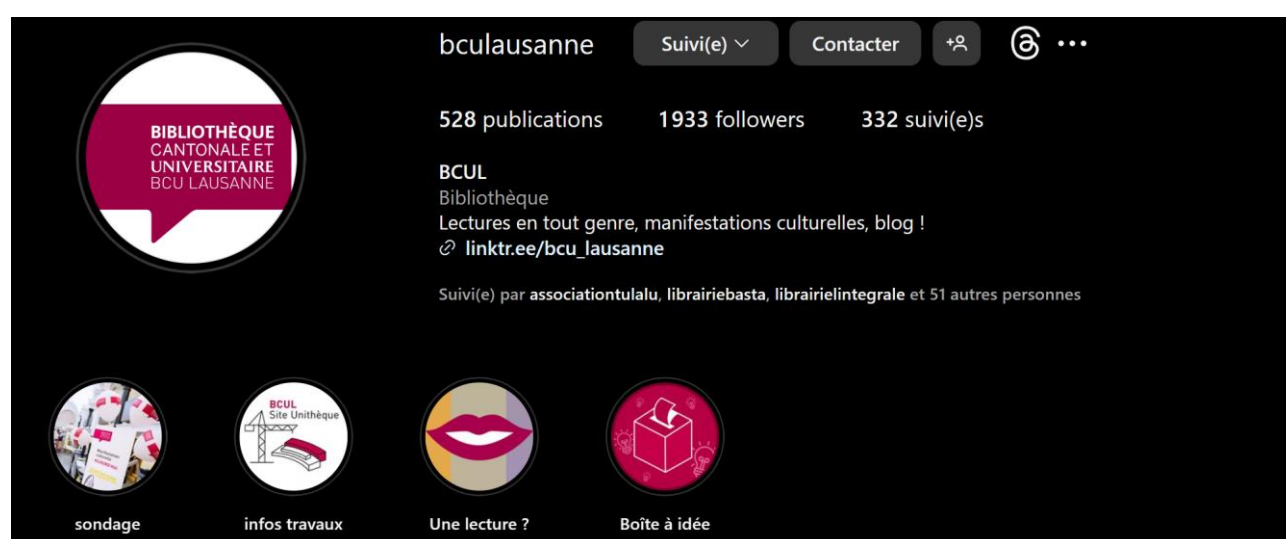 bculausanne Suivi(e) Contacter
528 publications 1933 followers 332 suivi(e)s
BIBLIOTHÈQUE
CANTONALE ET
UNIVERSITAIRE
BCU LAUSANNE
BCUL
Bibliothèque
Lectures en tout genre, manifestations culturelles, blog !
linktr.ee/bcu_lausanne
Suivi(e) par associationtulalu, librairiebasta, librairielintegrale et 51 autres personnes
BCUL
Site Unithèque
sondage infos travaux Une lecture ? Boîte à idée